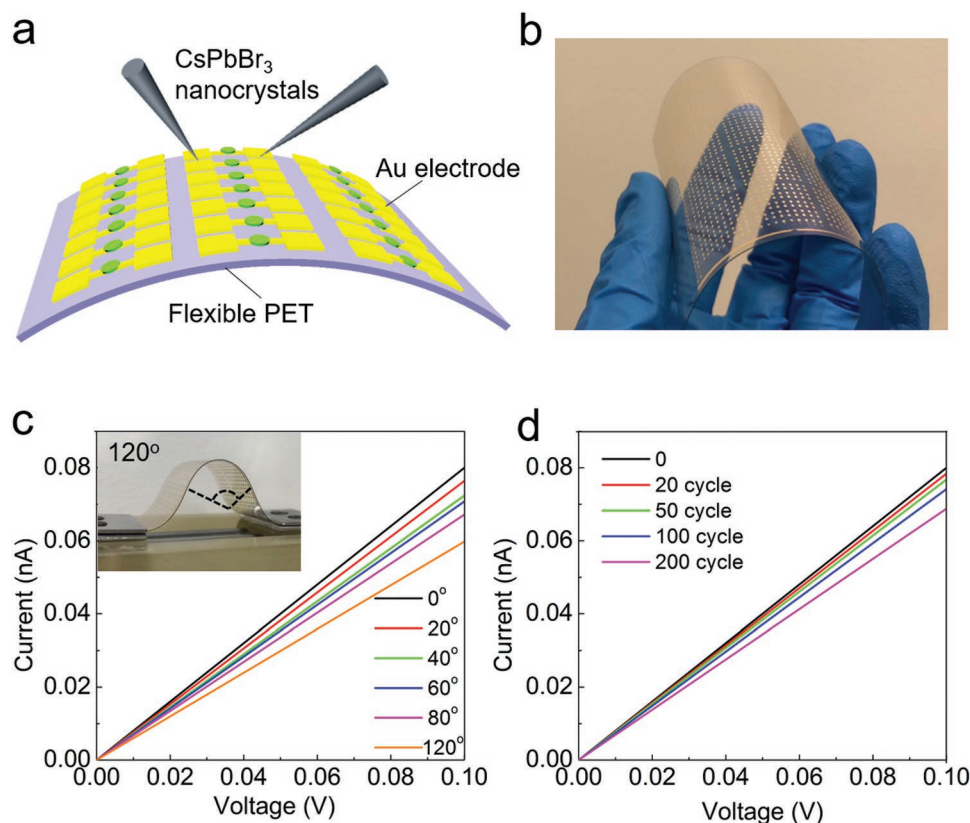 a
CsPbBr₃
nanocrystals
Au electrode
Flexible PET
b
c
120°
Current (nA)
0.08
0.06
0.04
0.02
0.00
0°
20°
40°
60°
80°
120°
0.00 0.02 0.04 0.06 0.08 0.10
Voltage (V)
d
Current (nA)
0.08
0.06
0.04
0.02
0.00
0
20 cycle
50 cycle
100 cycle
200 cycle
0.00 0.02 0.04 0.06 0.08 0.10
Voltage (V)